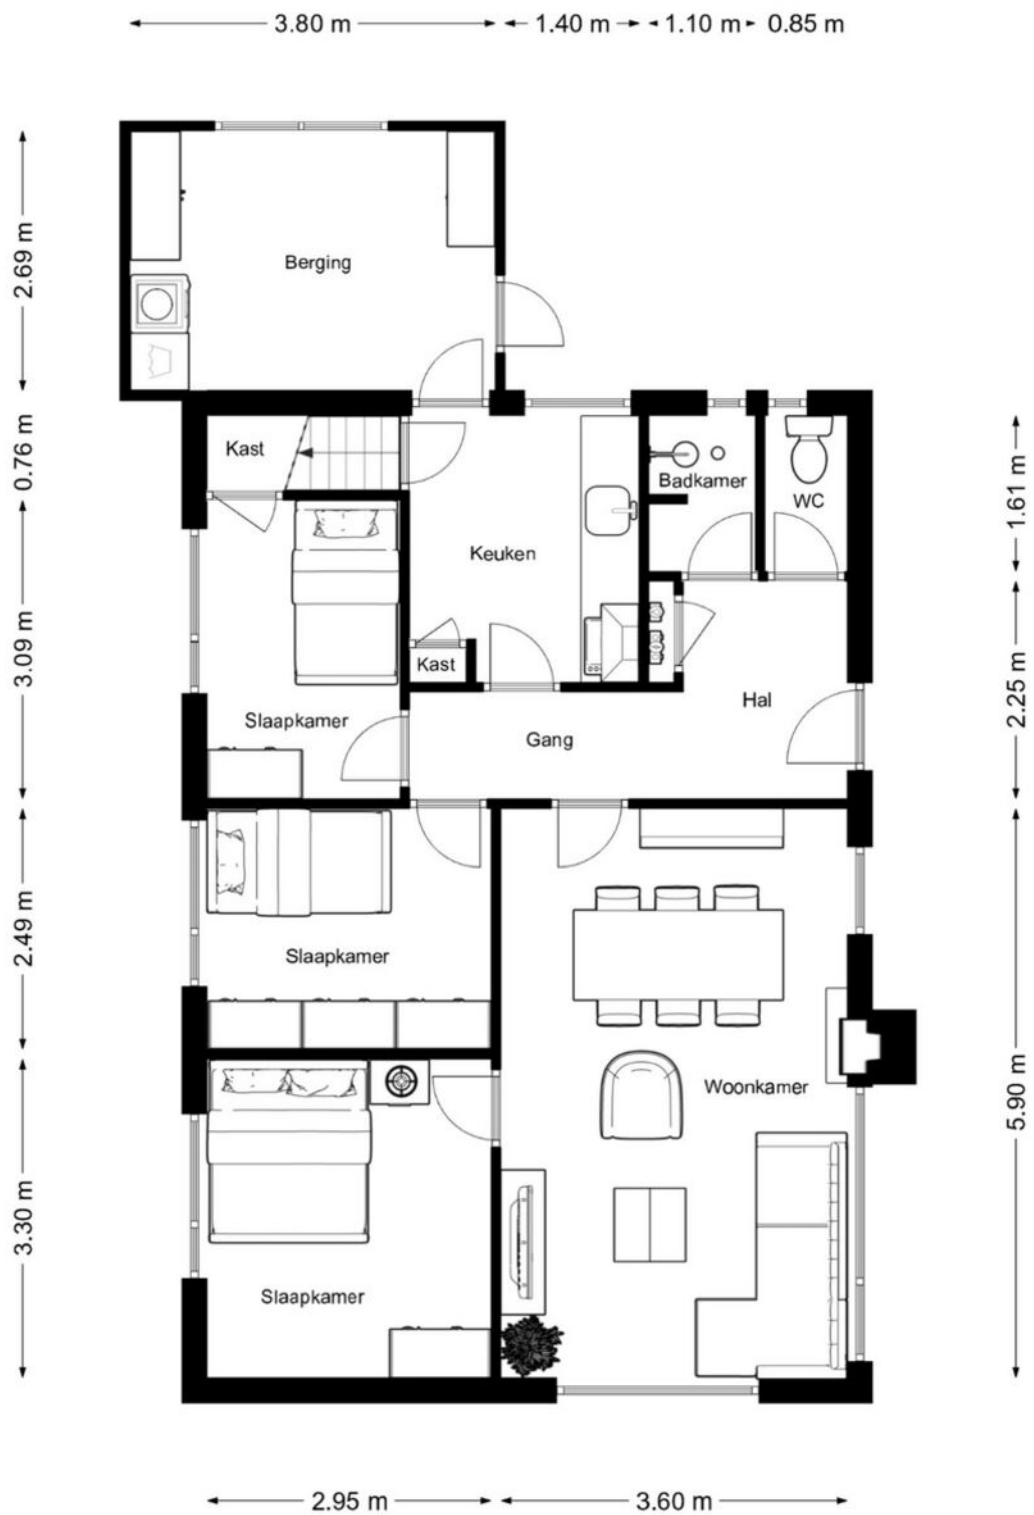 3.80 m
1.40 m
1.10 m
0.85 m
2.69 m
Berging
0.76 m
Kast
Badkamer
WC
1.61 m
Keuken
3.09 m
Kast
Slaapkamer
Hal
2.25 m
Gang
2.49 m
Slaapkamer
Woonkamer
5.90 m
3.30 m
Slaapkamer
2.95 m
3.60 m